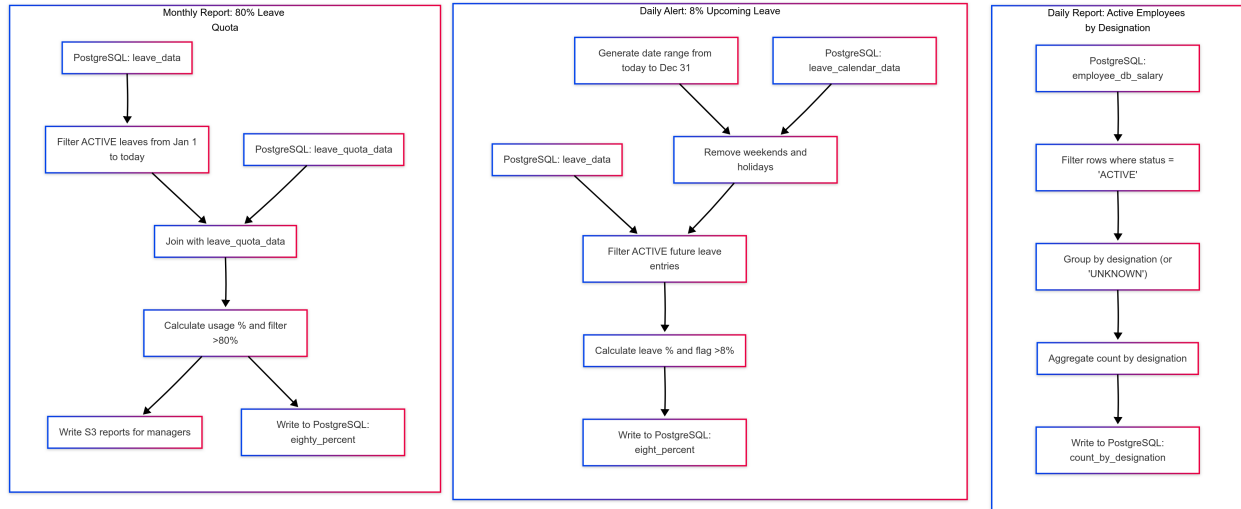 Monthly Report: 80% Leave
Quota
PostgreSQL: leave_data
Filter ACTIVE leaves from Jan 1
to today
PostgreSQL: leave_quota_data
Join with leave_quota_data
Calculate usage % and filter
>80%
Write S3 reports for managers
Write to PostgreSQL:
eighty_percent
Daily Alert: 8% Upcoming Leave
Generate date range from
today to Dec 31
PostgreSQL:
leave_calendar_data
PostgreSQL: leave_data
Remove weekends and
holidays
Filter ACTIVE future leave
entries
Calculate leave % and flag >8%
Write to PostgreSQL:
eight_percent
Daily Report: Active Employees
by Designation
PostgreSQL:
employee_db_salary
Filter rows where status =
'ACTIVE'
Group by designation (or
'UNKNOWN')
Aggregate count by designation
Write to PostgreSQL:
count_by_designation